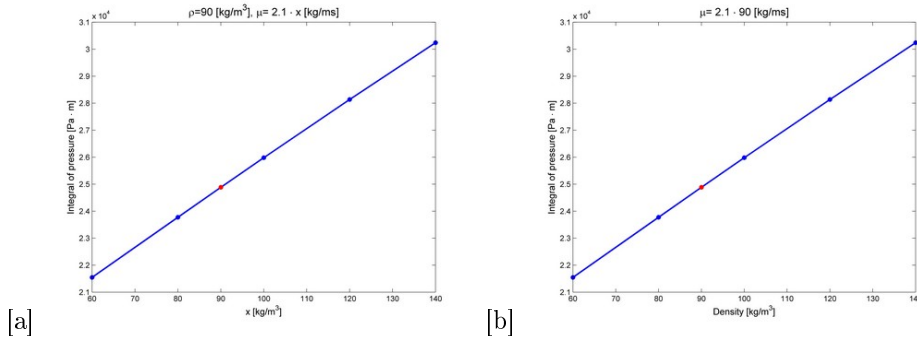 ρ=90 [kg/m³], μ= 2.1 · x [kg/ms]
x 10⁴
3.1
3
2.9
2.8
2.7
2.6
2.5
2.4
2.3
2.2
2.1
Integral of pressure [Pa · m]
60 70 80 90 100 110 120 130 140
x [kg/m³]
[a]
μ= 2.1 · 90 [kg/ms]
x 10⁴
3.1
3
2.9
2.8
2.7
2.6
2.5
2.4
2.3
2.2
2.1
Integral of pressure [Pa · m]
60 70 80 90 100 110 120 130 140
Density [kg/m³]
[b]